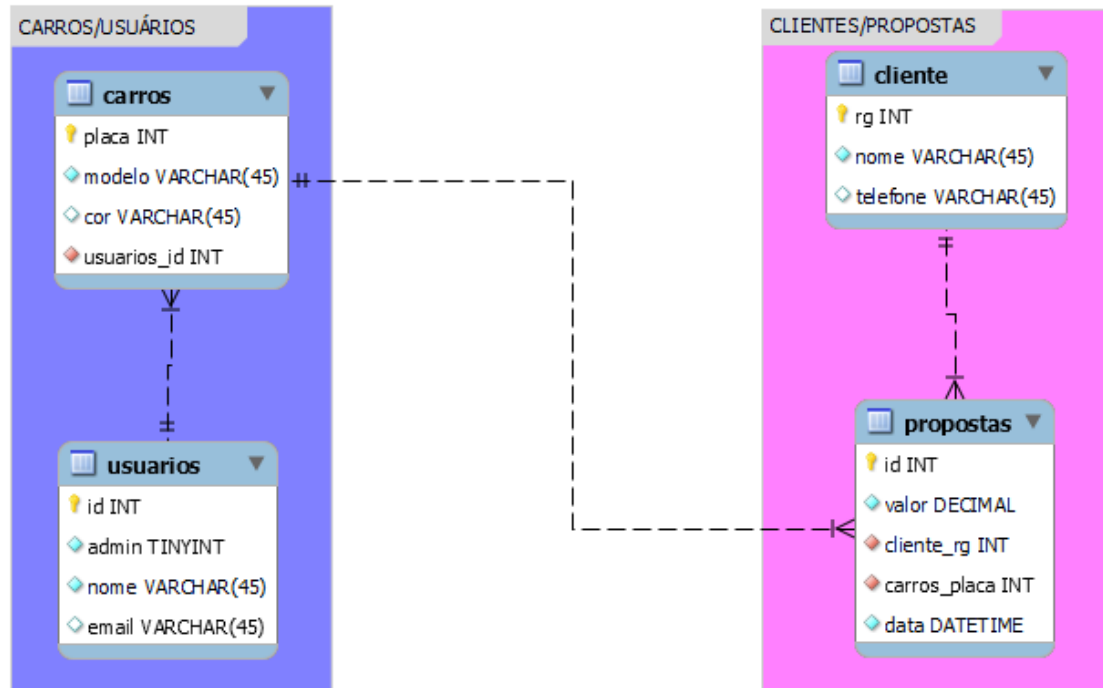 CARROS/USUÁRIOS
carros
placa INT
modelo VARCHAR(45)
cor VARCHAR(45)
usuarios_id INT
usuarios
id INT
admin TINYINT
nome VARCHAR(45)
email VARCHAR(45)
CLIENTES/PROPOSTAS
cliente
rg INT
nome VARCHAR(45)
telefone VARCHAR(45)
propostas
id INT
valor DECIMAL
cliente_rg INT
carros_placa INT
data DATETIME